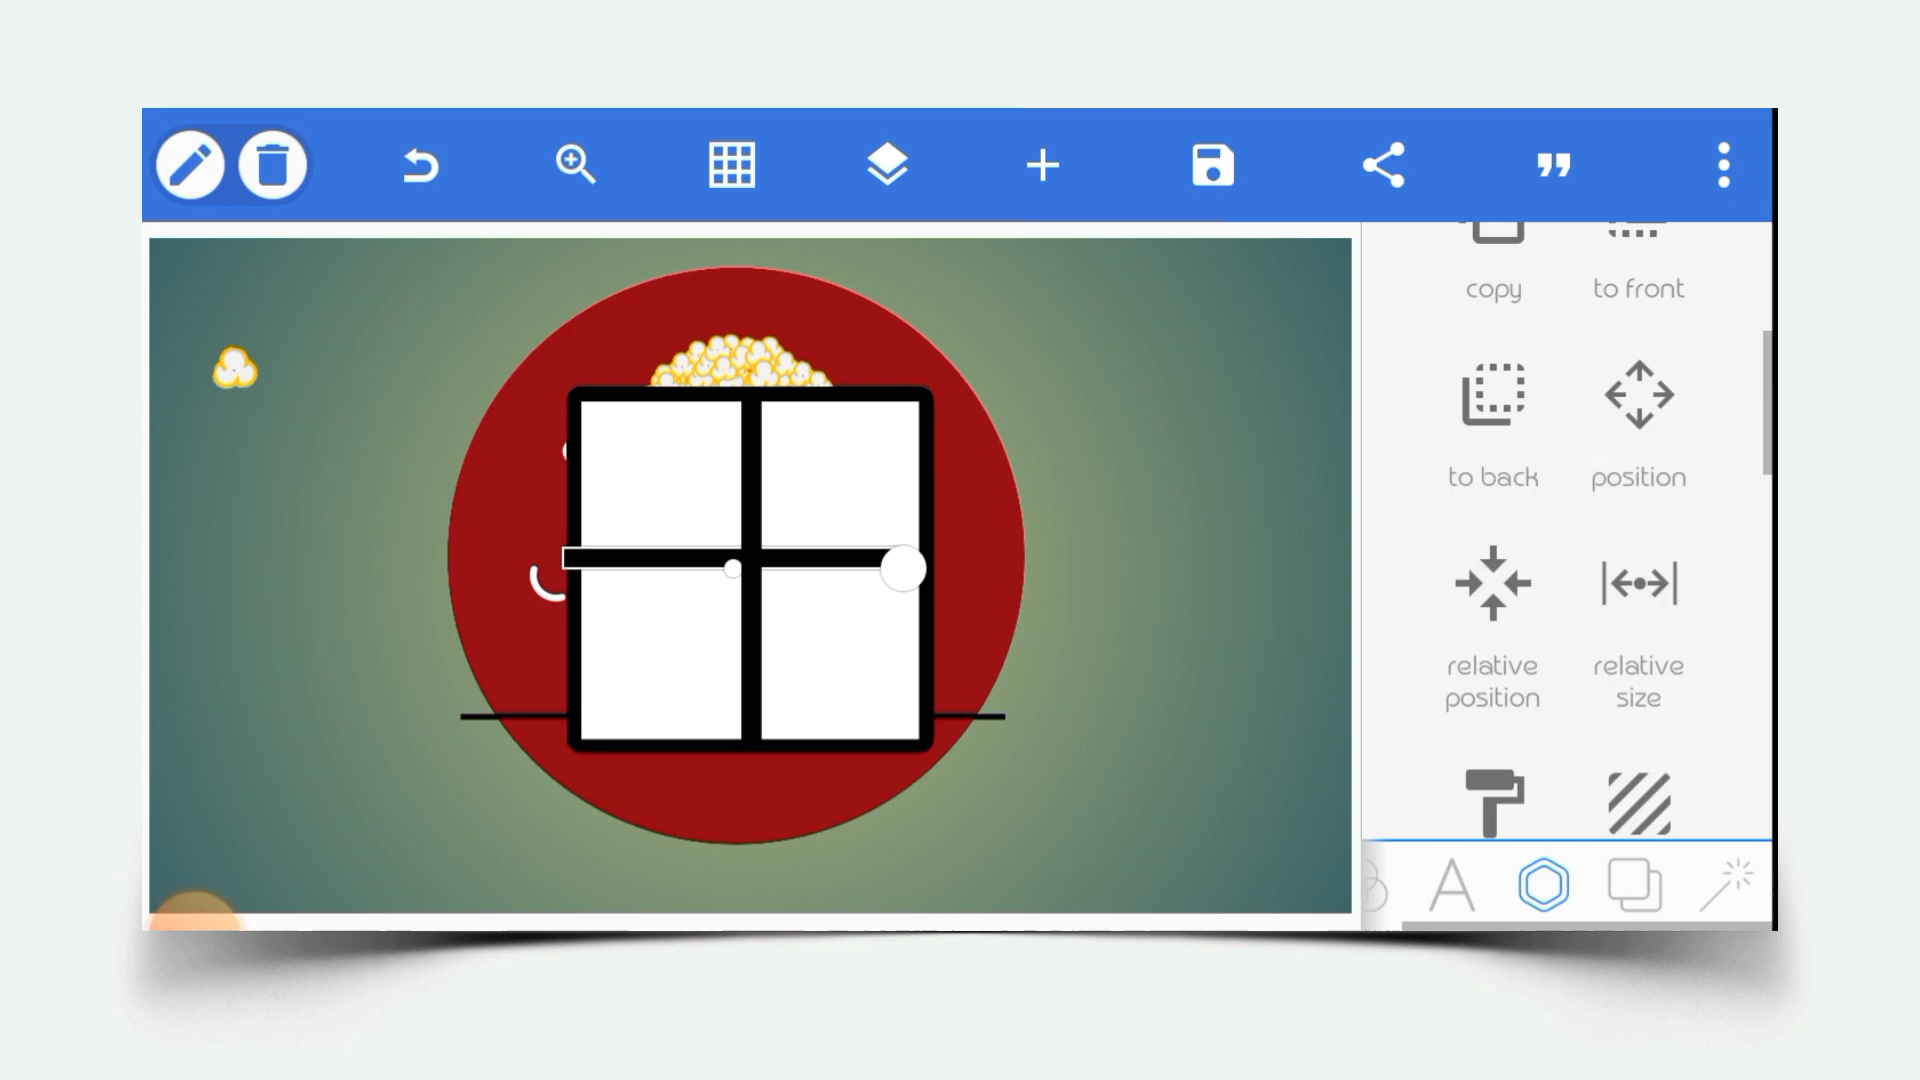 copy
to front
to back
position
relative
position
relative
size